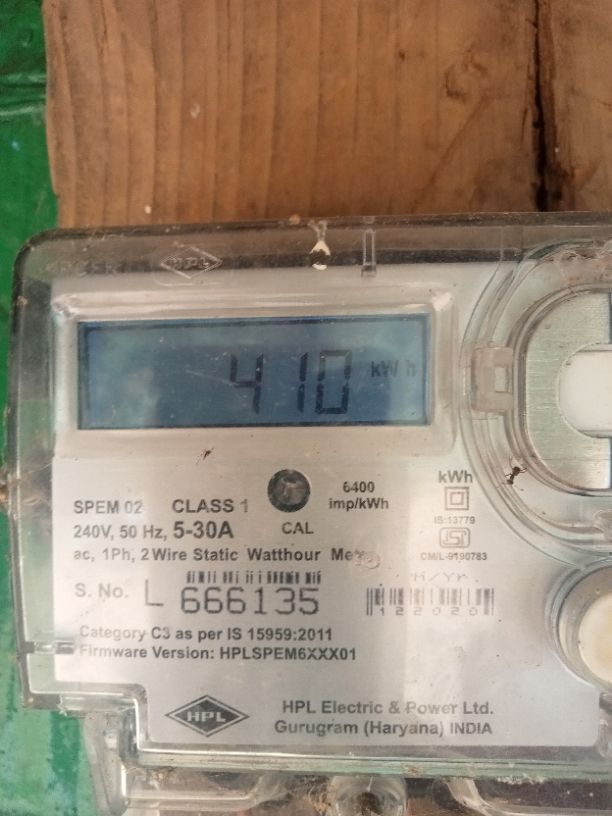 HPL
410 kWh
6400
imp/kWh
kWh
SPEM 02 CLASS 1
240V, 50 Hz, 5-30A
CAL
IS:13779
ac, 1Ph, 2 Wire Static Watthour
CM/L-9190783
M/Yr.
S. No. L 666135
122020
Category C3 as per IS 15959:2011
Firmware Version: HPLSPEM6XXX01
HPL
HPL Electric & Power Ltd.
Gurugram (Haryana) INDIA